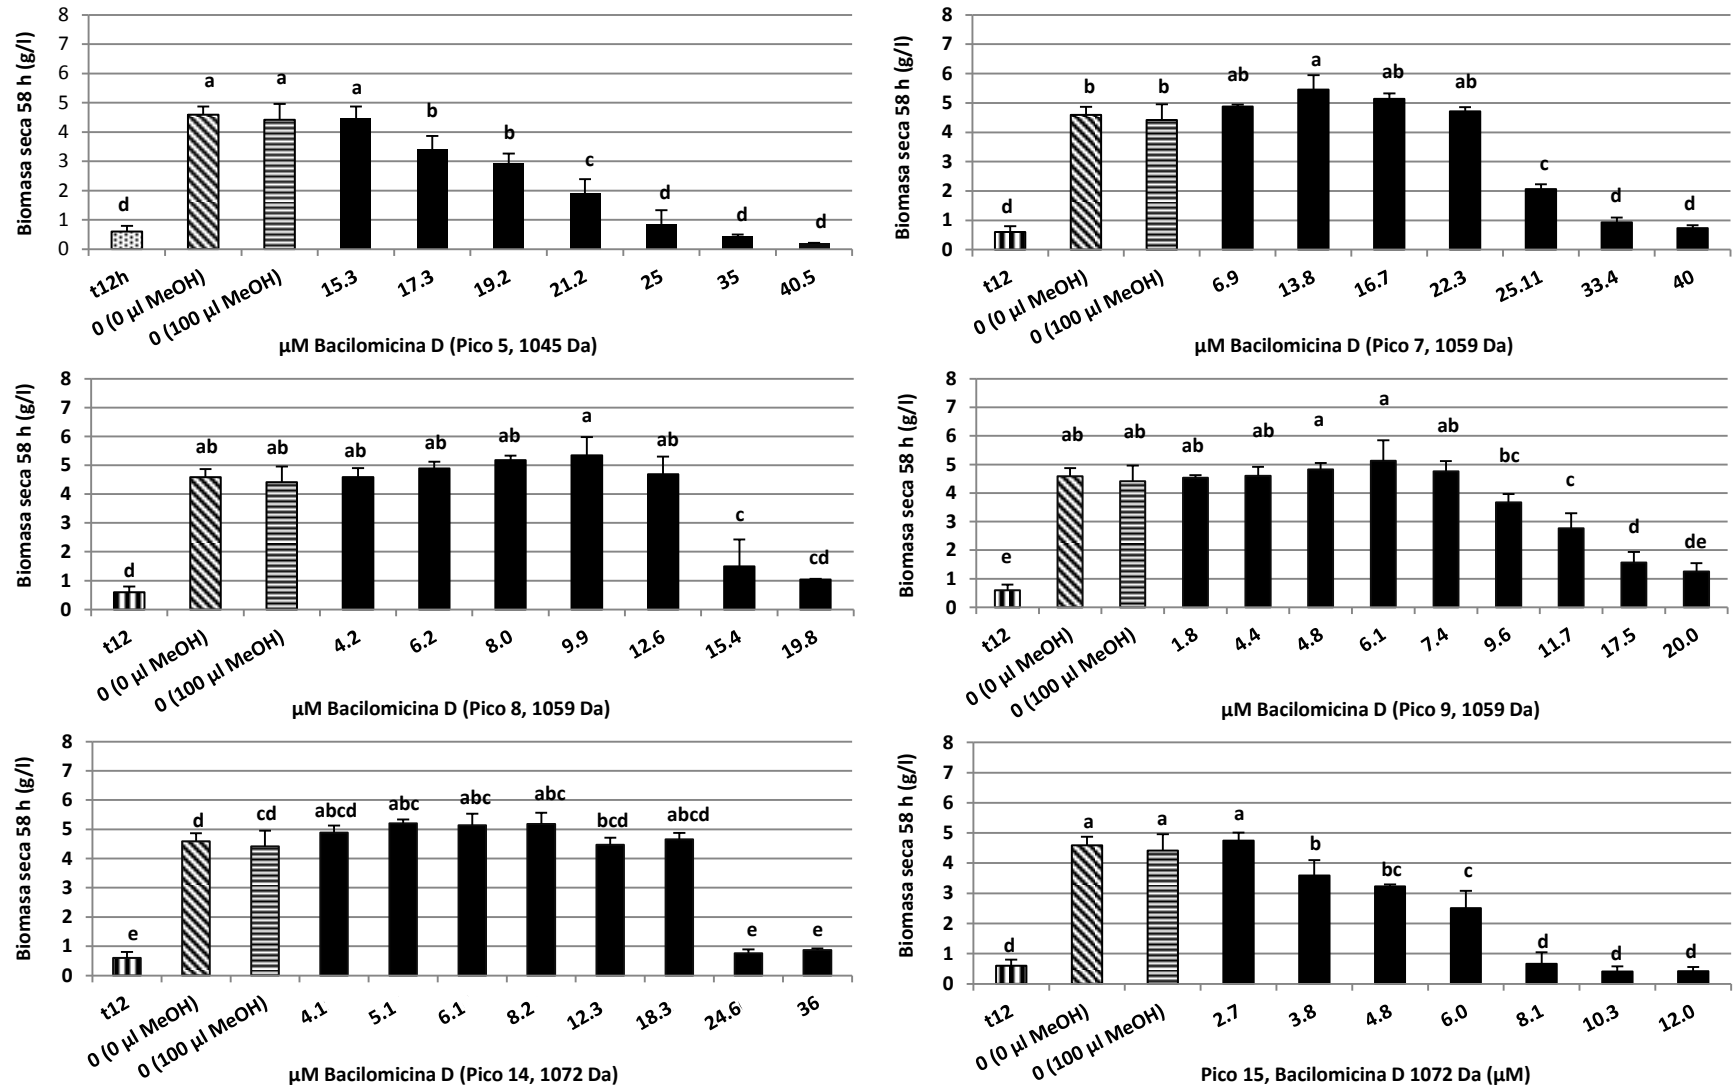 Biomasa seca 58 h (g/l)
8
7
6
5
4
3
2
1
0
d a a a b b c d d d
t12h 0 (0 µl MeOH) 0 (100 µl MeOH) 15.3 17.3 19.2 21.2 25 35 40.5
µM Bacilomicina D (Pico 5, 1045 Da)
Biomasa seca 58 h (g/l)
8
7
6
5
4
3
2
1
0
d b b ab a ab ab c d d
t12 0 (0 µl MeOH) 0 (100 µl MeOH) 6.9 13.8 16.7 22.3 25.11 33.4 40
µM Bacilomicina D (Pico 7, 1059 Da)
Biomasa seca 58 h (g/l)
8
7
6
5
4
3
2
1
0
d ab ab ab ab ab a ab c cd
t12 0 (0 µl MeOH) 0 (100 µl MeOH) 4.2 6.2 8.0 9.9 12.6 15.4 19.8
µM Bacilomicina D (Pico 8, 1059 Da)
Biomasa seca 58 h (g/l)
8
7
6
5
4
3
2
1
0
e ab ab ab ab a a ab bc c d de
t12 0 (0 µl MeOH) 0 (100 µl MeOH) 1.8 4.4 4.8 6.1 7.4 9.6 11.7 17.5 20.0
µM Bacilomicina D (Pico 9, 1059 Da)
Biomasa seca 58 h (g/l)
8
7
6
5
4
3
2
1
0
e d cd abcd abc abc abc bcd abcd e e
t12 0 (0 µl MeOH) 0 (100 µl MeOH) 4.1 5.1 6.1 8.2 12.3 18.3 24.6 36
µM Bacilomicina D (Pico 14, 1072 Da)
Biomasa seca 58 h (g/l)
8
7
6
5
4
3
2
1
0
d a a a b bc c d d d
t12 0 (0 µl MeOH) 0 (100 µl MeOH) 2.7 3.8 4.8 6.0 8.1 10.3 12.0
Pico 15, Bacilomicina D 1072 Da (µM)